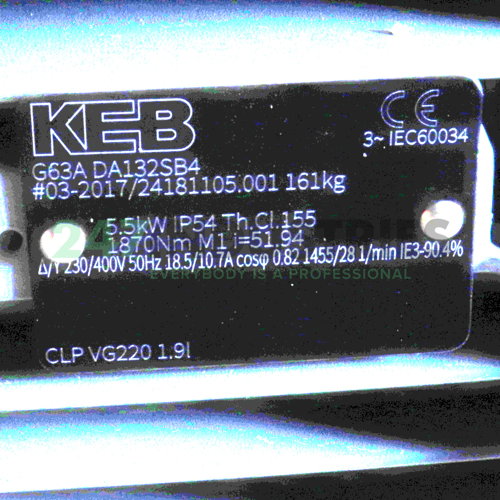 KEB
CE
3~ IEC60034
G63A DA132SB4
#03-2017/24181105.001 161kg
5.5kW IP54 Th.Cl.155
1870Nm M1 i=51.94
Δ/Y 230/400V 50Hz 18.5/10.7A cosφ 0.82 1455/28 1/min IE3-90.4%
EVERYBODY IS A PROFESSIONAL
CLP VG220 1.9l